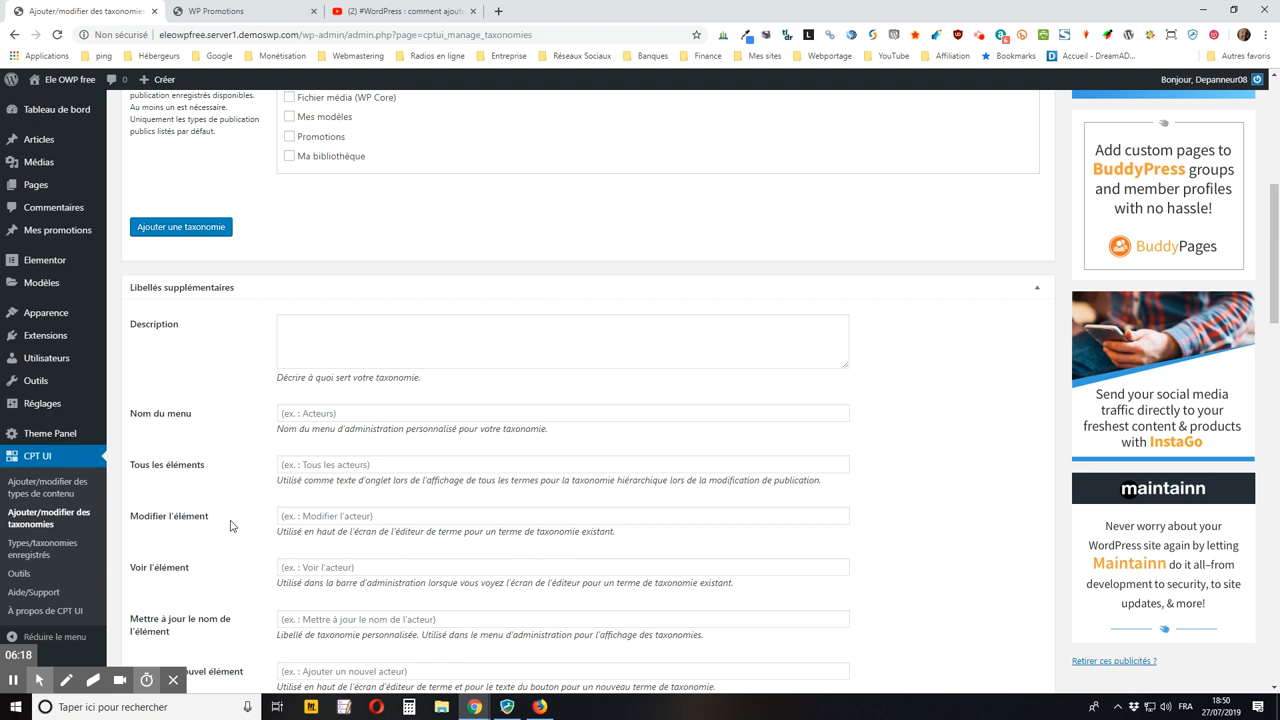 Ajouter/modifier des taxonomies
WP Promotions
(2) #WordPress : comment ajoute
Non sécurisé
eleowpfree.server1.demoswp.com/wp-admin/admin.php?page=cptui_manage_taxonomies
Applications
ping
Hébergeurs
Google
Monétisation
Webmastering
Radios en ligne
Entreprise
Réseaux Sociaux
Banques
Finance
Mes sites
Webportage
YouTube
Affiliation
Bookmarks
Accueil - DreamAD...
Autres favoris
Ele OWP free
0
Créer
Bonjour, Depanneur08
Tableau de bord
Articles
Médias
Pages
Commentaires
Mes promotions
Elementor
Modèles
Apparence
Extensions
Utilisateurs
Outils
Réglages
Theme Panel
CPT UI
Ajouter/modifier des
types de contenu
Ajouter/modifier des
taxonomies
Types/taxonomies
enregistrés
Outils
Aide/Support
À propos de CPT UI
Réduire le menu
06:18
publication enregistrés disponibles.
Au moins un est nécessaire.
Uniquement les types de publication
publics listés par défaut.
Fichier média (WP Core)
Mes modèles
Promotions
Ma bibliothèque
Ajouter une taxonomie
Libellés supplémentaires
Description
Décrire à quoi sert votre taxonomie.
Nom du menu
(ex. : Acteurs)
Nom du menu d'administration personnalisé pour votre taxonomie.
Tous les éléments
(ex. : Tous les acteurs)
Utilisé comme texte d'onglet lors de l'affichage de tous les termes pour la taxonomie hiérarchique lors de la modification de publication.
Modifier l'élément
(ex. : Modifier l'acteur)
Utilisé en haut de l'écran de l'éditeur de terme pour un terme de taxonomie existant.
Voir l'élément
(ex. : Voir l'acteur)
Utilisé dans la barre d'administration lorsque vous voyez l'écran de l'éditeur pour un terme de taxonomie existant.
Mettre à jour le nom de
l'élément
(ex. : Mettre à jour le nom de l'acteur)
Libellé de taxonomie personnalisée. Utilisé dans le menu d'administration pour l'affichage des taxonomies.
ouvel élément
(ex. : Ajouter un nouvel acteur)
Utilisé en haut de l'écran d'éditeur de terme et pour le texte du bouton pour un nouveau terme de taxonomie.
Add custom pages to
BuddyPress groups
and member profiles
with no hassle!
BuddyPages
Send your social media
traffic directly to your
freshest content & products
with InstaGo
maintainn
Never worry about your
WordPress site again by letting
Maintainn do it all–from
development to security, to site
updates, & more!
Retirer ces publicités ?
Taper ici pour rechercher
FRA
18:50
27/07/2019